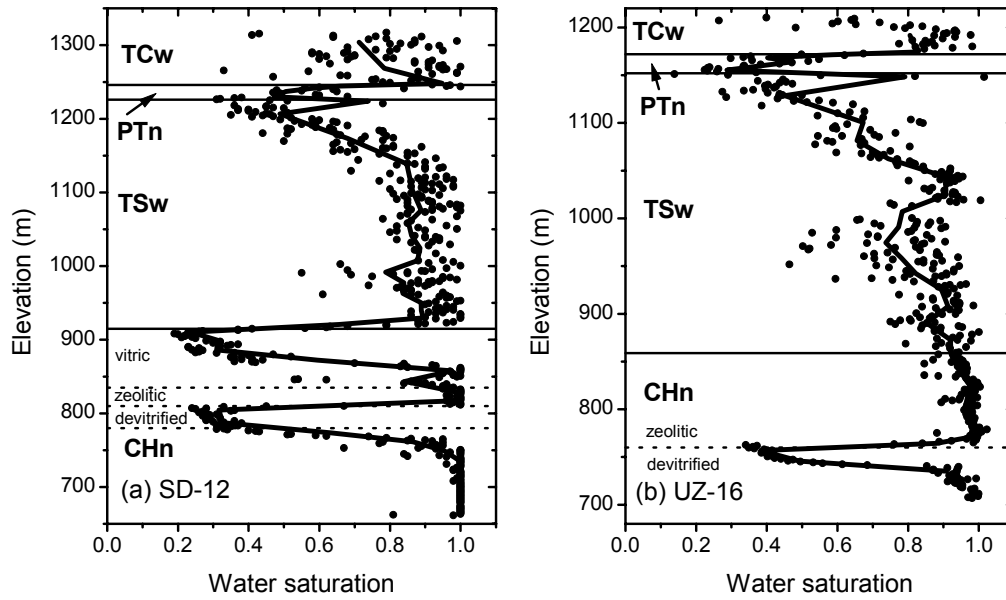 1300
1200
1100
1000
900
800
700
Elevation (m)
TCw
PTn
TSw
vitric
zeolitic
devitrified
CHn
(a) SD-12
0.0 0.2 0.4 0.6 0.8 1.0
Water saturation
1200
1100
1000
900
800
700
Elevation (m)
TCw
PTn
TSw
CHn
zeolitic
devitrified
(b) UZ-16
0.0 0.2 0.4 0.6 0.8 1.0
Water saturation